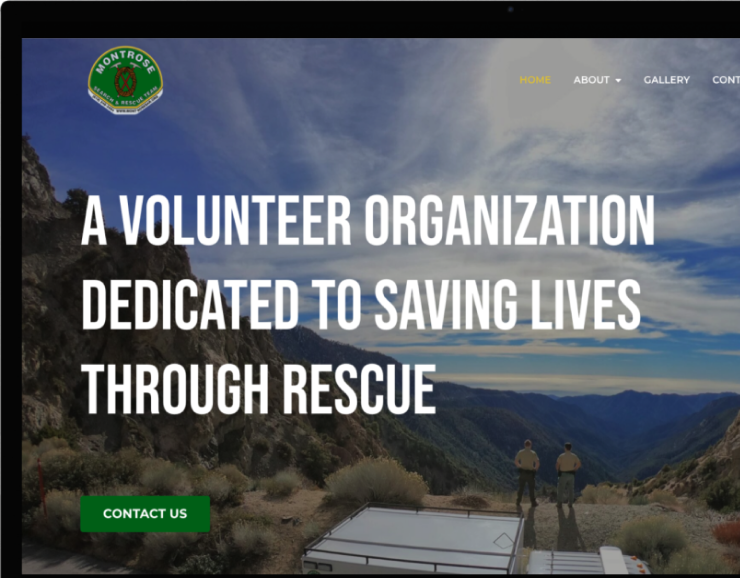 MONTROSE
SEARCH & RESCUE TEAM
HOME
ABOUT
GALLERY
CONT
A VOLUNTEER ORGANIZATION
DEDICATED TO SAVING LIVES
THROUGH RESCUE
CONTACT US